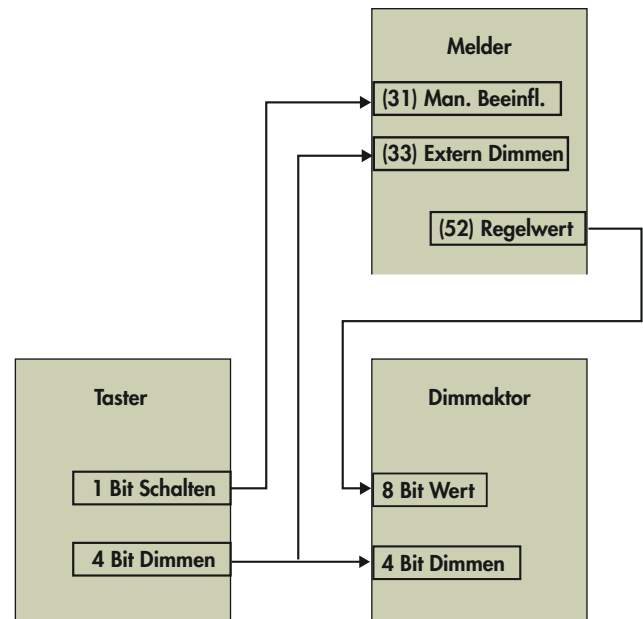 Melder
(31) Man. Beeinfl.
(33) Extern Dimmen
(52) Regelwert
Taster
1 Bit Schalten
4 Bit Dimmen
Dimmaktor
8 Bit Wert
4 Bit Dimmen